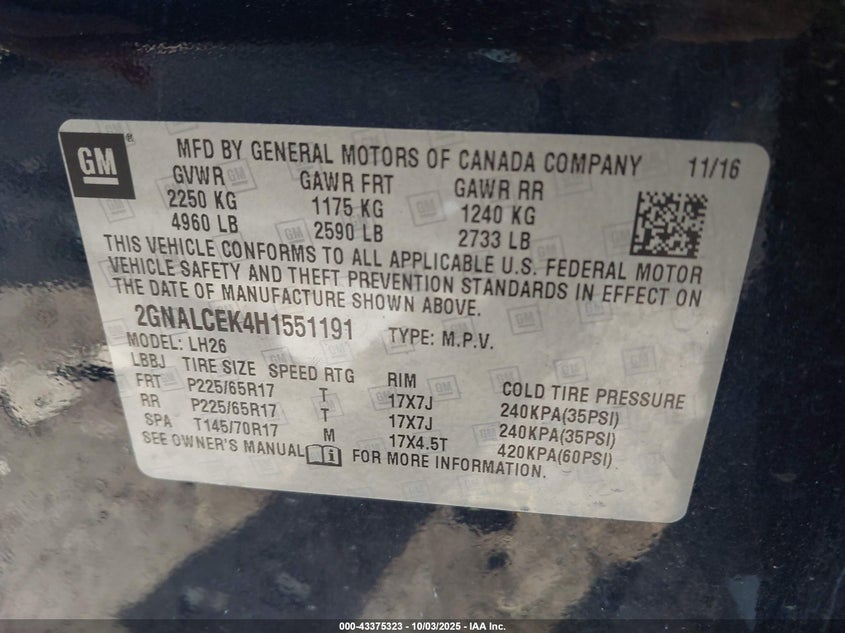 GM
MFD BY GENERAL MOTORS OF CANADA COMPANY 11/16
GVWR GAWR FRT GAWR RR
2250 KG 1175 KG 1240 KG
4960 LB 2590 LB 2733 LB
THIS VEHICLE CONFORMS TO ALL APPLICABLE U.S. FEDERAL MOTOR
VEHICLE SAFETY AND THEFT PREVENTION STANDARDS IN EFFECT ON
THE DATE OF MANUFACTURE SHOWN ABOVE.
2GNALCEK4H1551191 TYPE: M.P.V.
MODEL: LH26
LBBJ TIRE SIZE SPEED RTG RIM COLD TIRE PRESSURE
FRT P225/65R17 T 17X7J 240KPA(35PSI)
RR P225/65R17 T 17X7J 240KPA(35PSI)
SPA T145/70R17 M 17X4.5T 420KPA(60PSI)
SEE OWNER'S MANUAL FOR MORE INFORMATION.
000-43375323 - 10/03/2025 - IAA Inc.